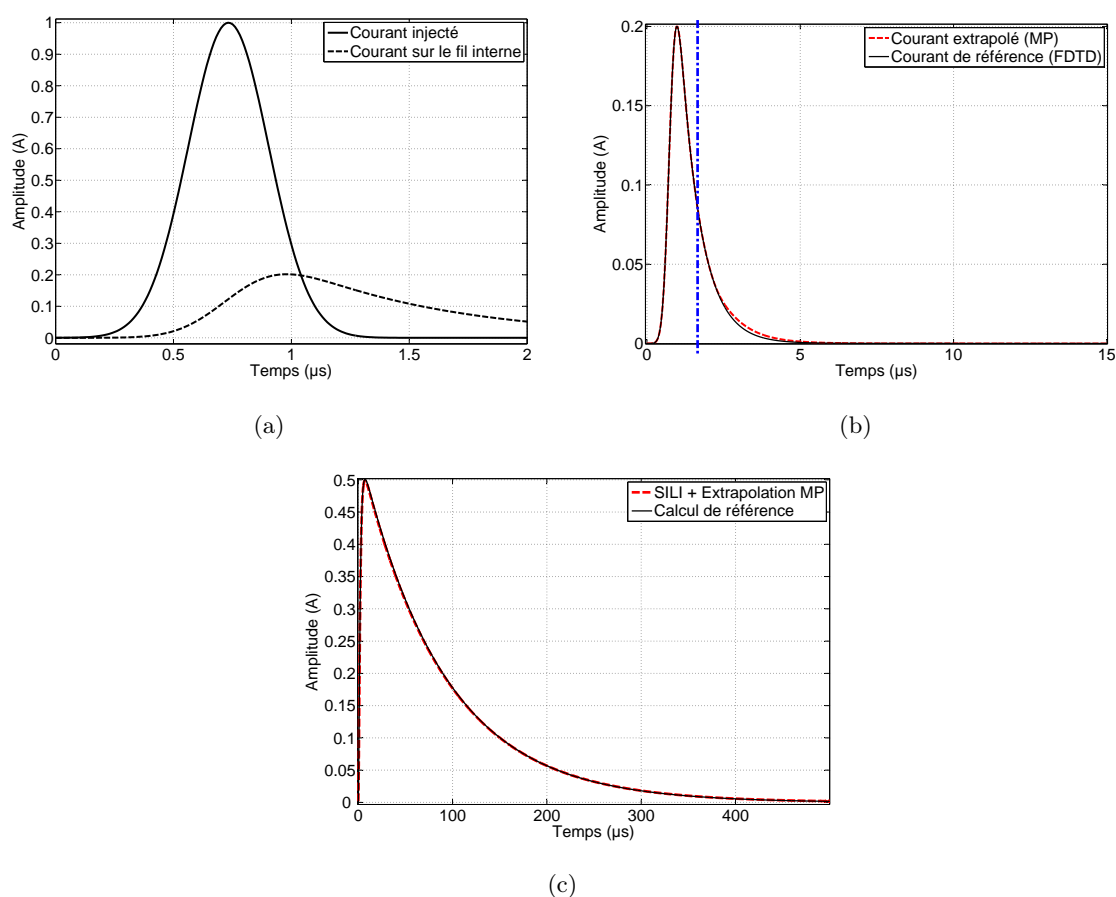 1
0.9
0.8
0.7
0.6
0.5
0.4
0.3
0.2
0.1
0
Amplitude (A)
0 0.5 1 1.5 2
Temps (µs)
Courant injecté
Courant sur le fil interne
(a)
0.2
0.15
0.1
0.05
0
Amplitude (A)
0 5 10 15
Temps (µs)
Courant extrapolé (MP)
Courant de référence (FDTD)
(b)
0.5
0.45
0.4
0.35
0.3
0.25
0.2
0.15
0.1
0.05
0
Amplitude (A)
0 100 200 300 400
Temps (µs)
SILI + Extrapolation MP
Calcul de référence
(c)